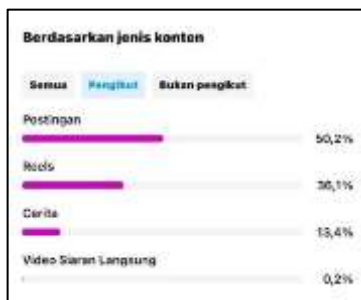 Berdasarkan jenis konten
Semua Pengikut Bukan pengikut
Postingan
50,2%
Reels
36,1%
Cerita
13,4%
Video Siaran Langsung
0,2%